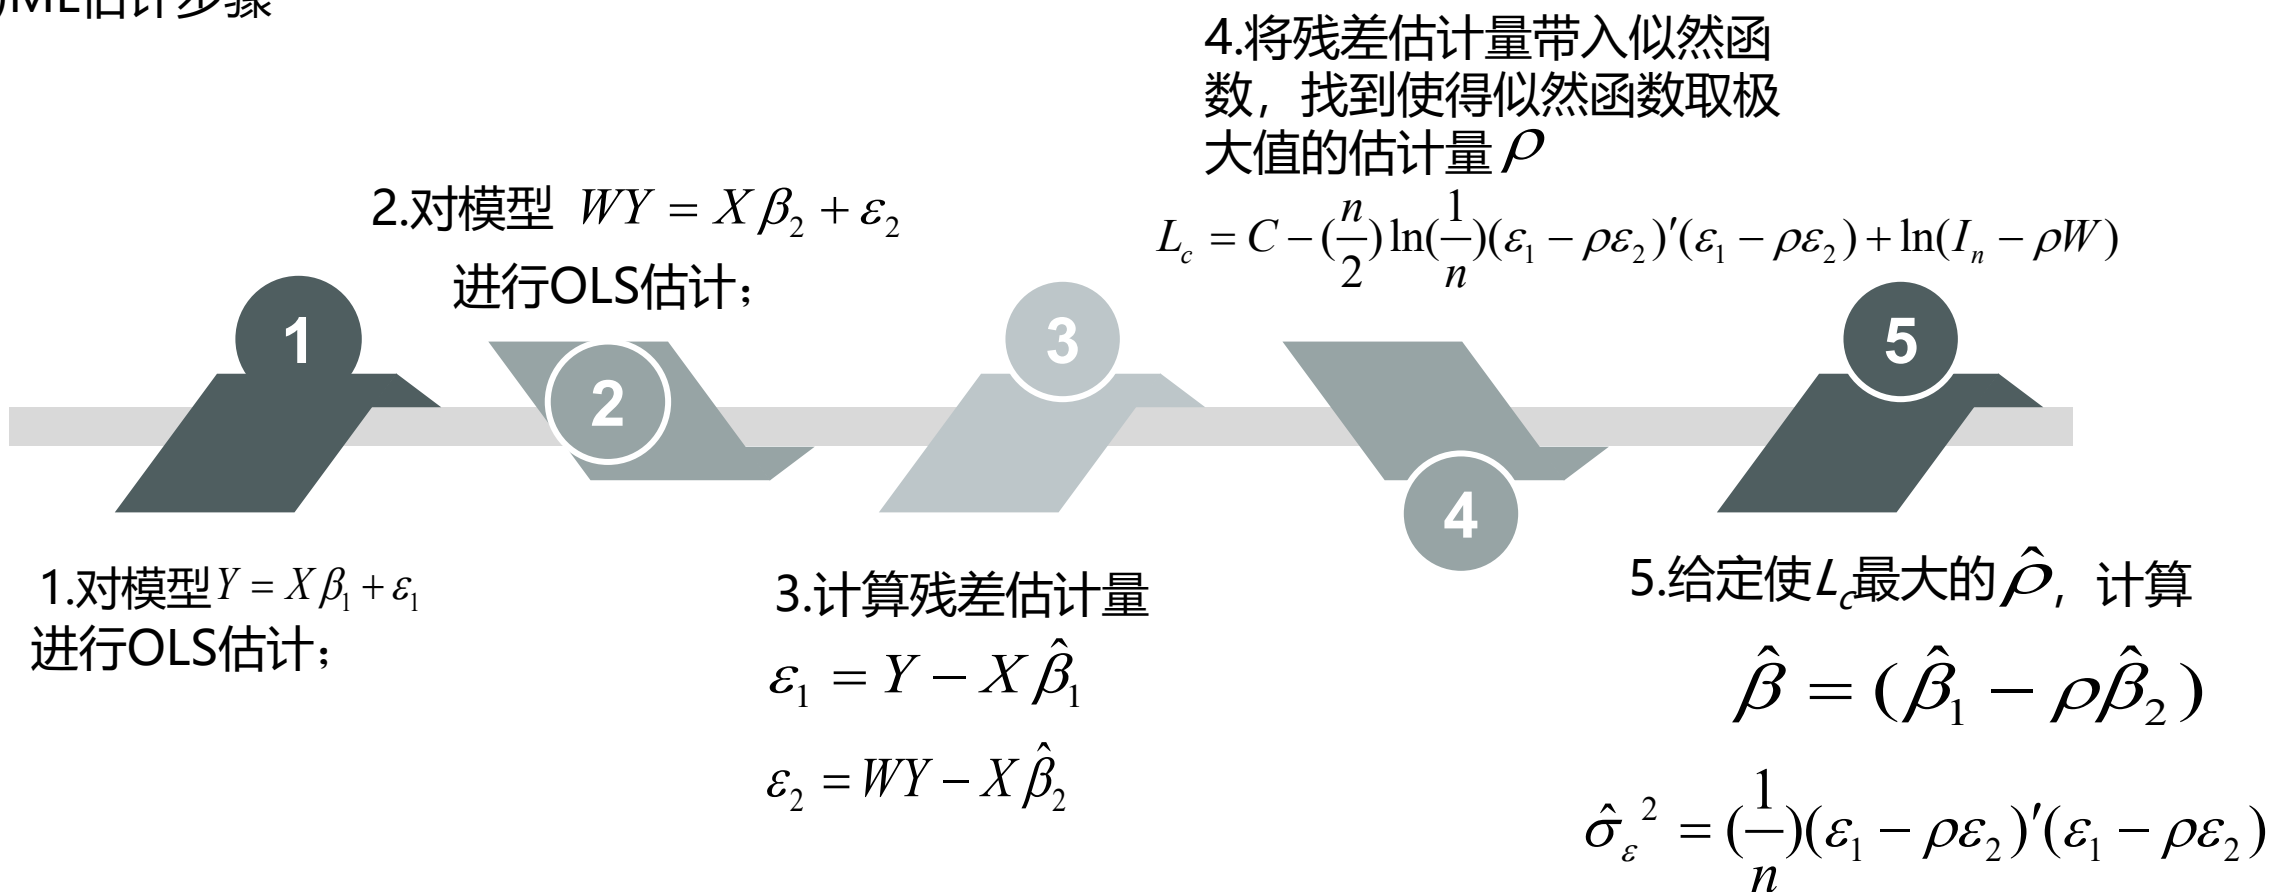 )ML估计步骤
1.对模型 Y = Xβ₁ + ε₁
进行OLS估计；
2.对模型 WY = Xβ₂ + ε₂
进行OLS估计；
3.计算残差估计量
ε₁ = Y − Xβ̂₁
ε₂ = WY − Xβ̂₂
4.将残差估计量带入似然函
数，找到使得似然函数取极
大值的估计量 ρ
L_c = C − (n/2) ln(1/n)(ε₁ − ρε₂)′(ε₁ − ρε₂) + ln(I_n − ρW)
5.给定使L_c最大的 ρ̂，计算
β̂ = (β̂₁ − ρβ̂₂)
σ̂_ε² = (1/n)(ε₁ − ρε₂)′(ε₁ − ρε₂)
1
2
3
4
5